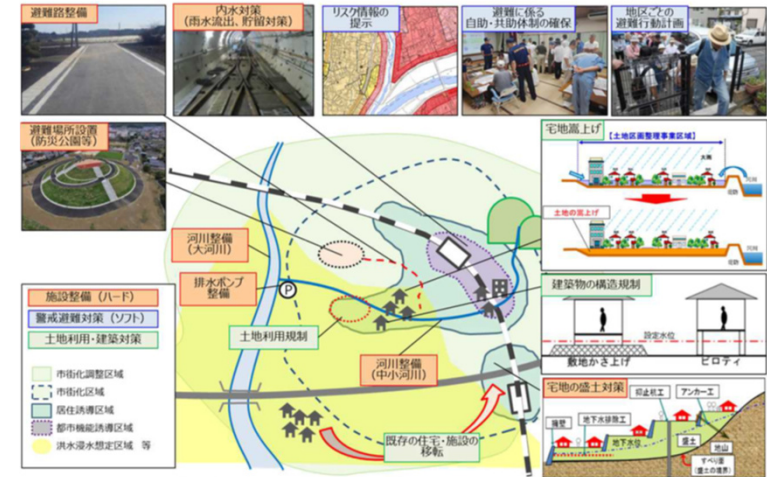 避難路整備
内水対策
(雨水流出、貯留対策)
リスク情報の
提示
避難に係る
自助・共助体制の確保
地区ごとの
避難行動計画
避難場所設置
(防災公園等)
宅地嵩上げ
【土地区画整理事業区域】
大雨
河川
堤防
土地の嵩上げ
河川
堤防
河川整備
(大河川)
排水ポンプ
整備
P
土地利用規制
河川整備
(中小河川)
既存の住宅・施設の
移転
建築物の構造規制
設定水位
敷地かさ上げ
ピロティ
宅地の盛土対策
抑止杭工
アンカー工
擁壁
地下水排除工
地下水位
盛土
地山
すべり面
(盛土の境界)
施設整備(ハード)
警戒避難対策(ソフト)
土地利用・建築対策
市街化調整区域
市街化区域
居住誘導区域
都市機能誘導区域
洪水浸水想定区域 等